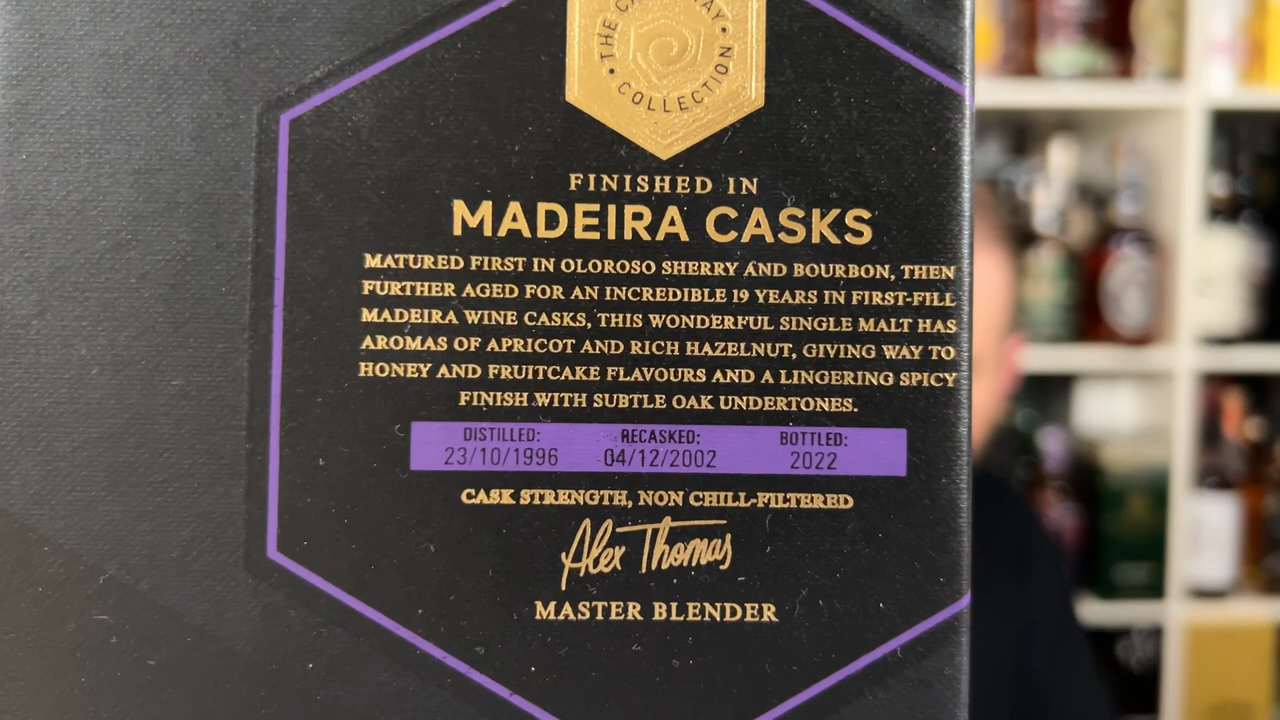 THE CAUSEWAY
COLLECTION
FINISHED IN
MADEIRA CASKS
MATURED FIRST IN OLOROSO SHERRY AND BOURBON, THEN
FURTHER AGED FOR AN INCREDIBLE 19 YEARS IN FIRST-FILL
MADEIRA WINE CASKS, THIS WONDERFUL SINGLE MALT HAS
AROMAS OF APRICOT AND RICH HAZELNUT, GIVING WAY TO
HONEY AND FRUITCAKE FLAVOURS AND A LINGERING SPICY
FINISH WITH SUBTLE OAK UNDERTONES.
DISTILLED: RECASKED: BOTTLED:
23/10/1996 04/12/2002 2022
CASK STRENGTH, NON CHILL-FILTERED
Alex Thomas
MASTER BLENDER